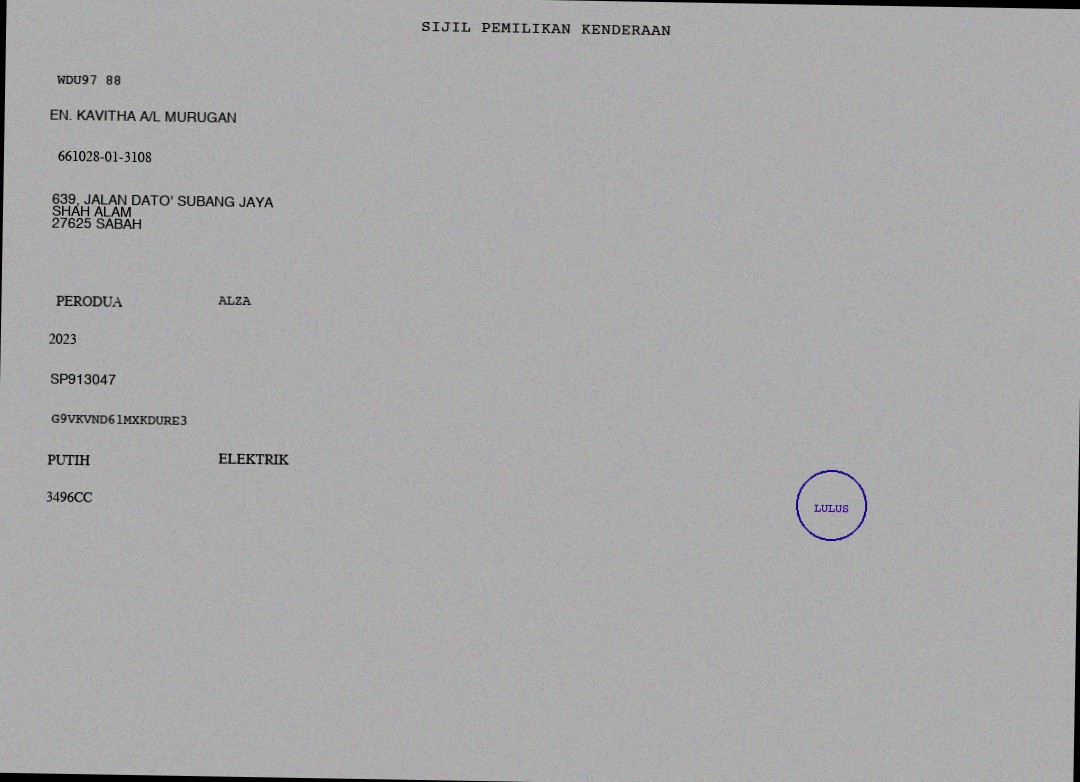 SIJIL PEMILIKAN KENDERAAN
WDU97 88
EN. KAVITHA A/L MURUGAN
661028-01-3108
639, JALAN DATO' SUBANG JAYA
SHAH ALAM
27625 SABAH
PERODUA ALZA
2023
SP913047
G9VKVND61MXKDURE3
PUTIH ELEKTRIK
3496CC
LULUS